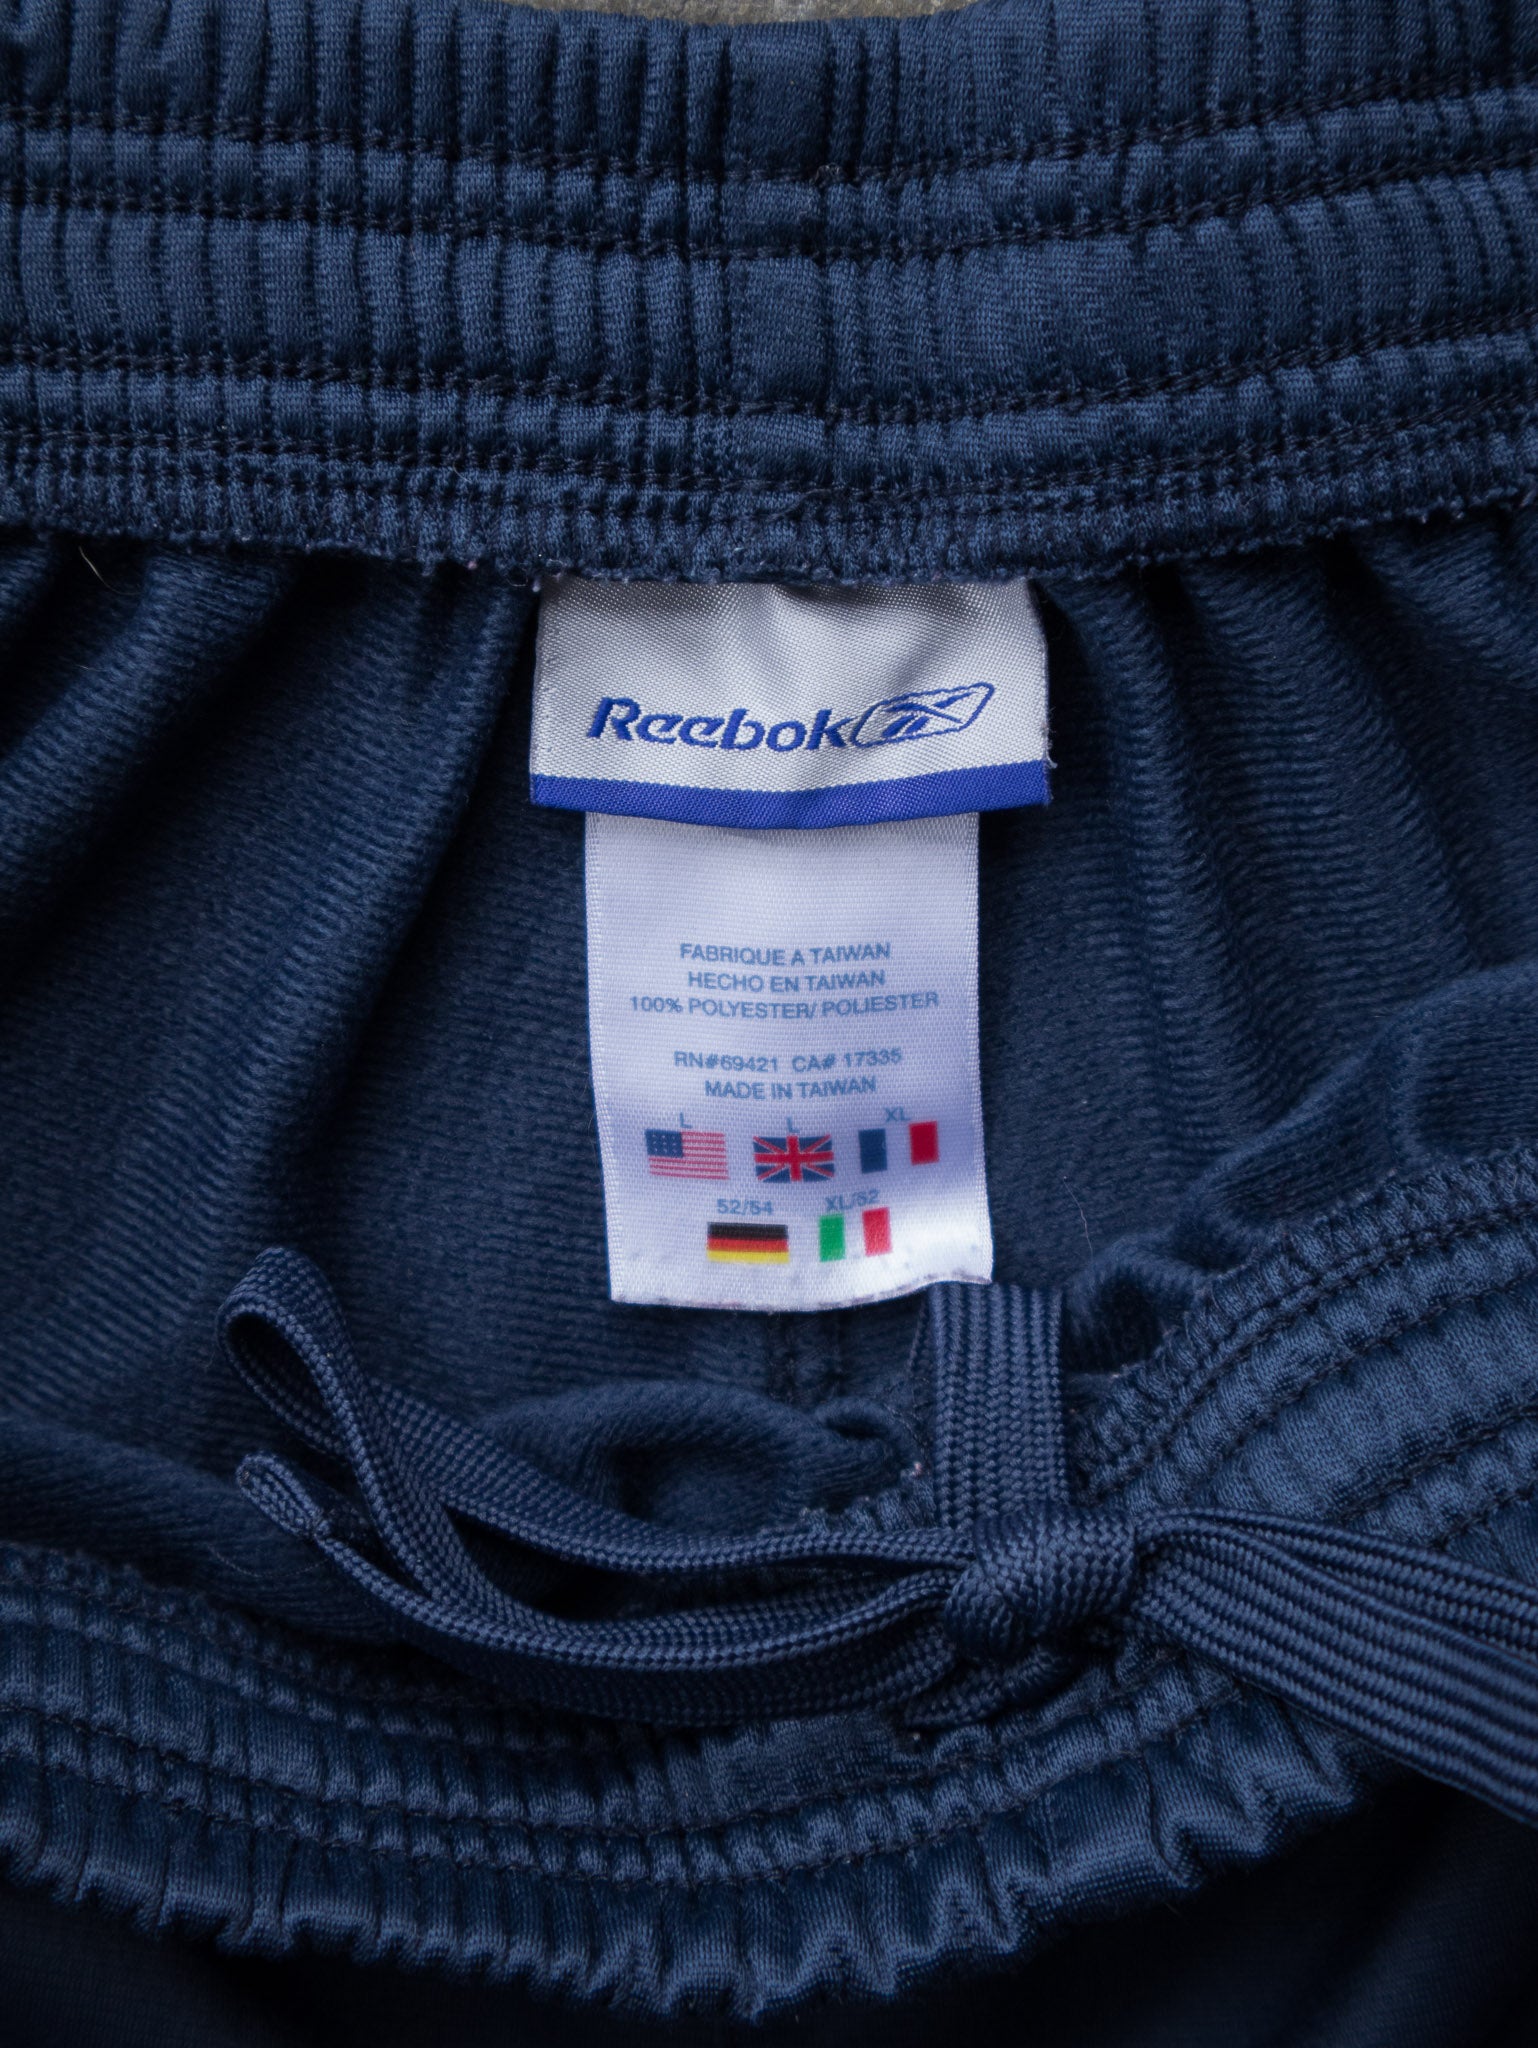 Reebok
FABRIQUE A TAIWAN
HECHO EN TAIWAN
100% POLYESTER/ POLIESTER
RN#69421 CA# 17335
MADE IN TAIWAN
L L XL
52/54 XL/52